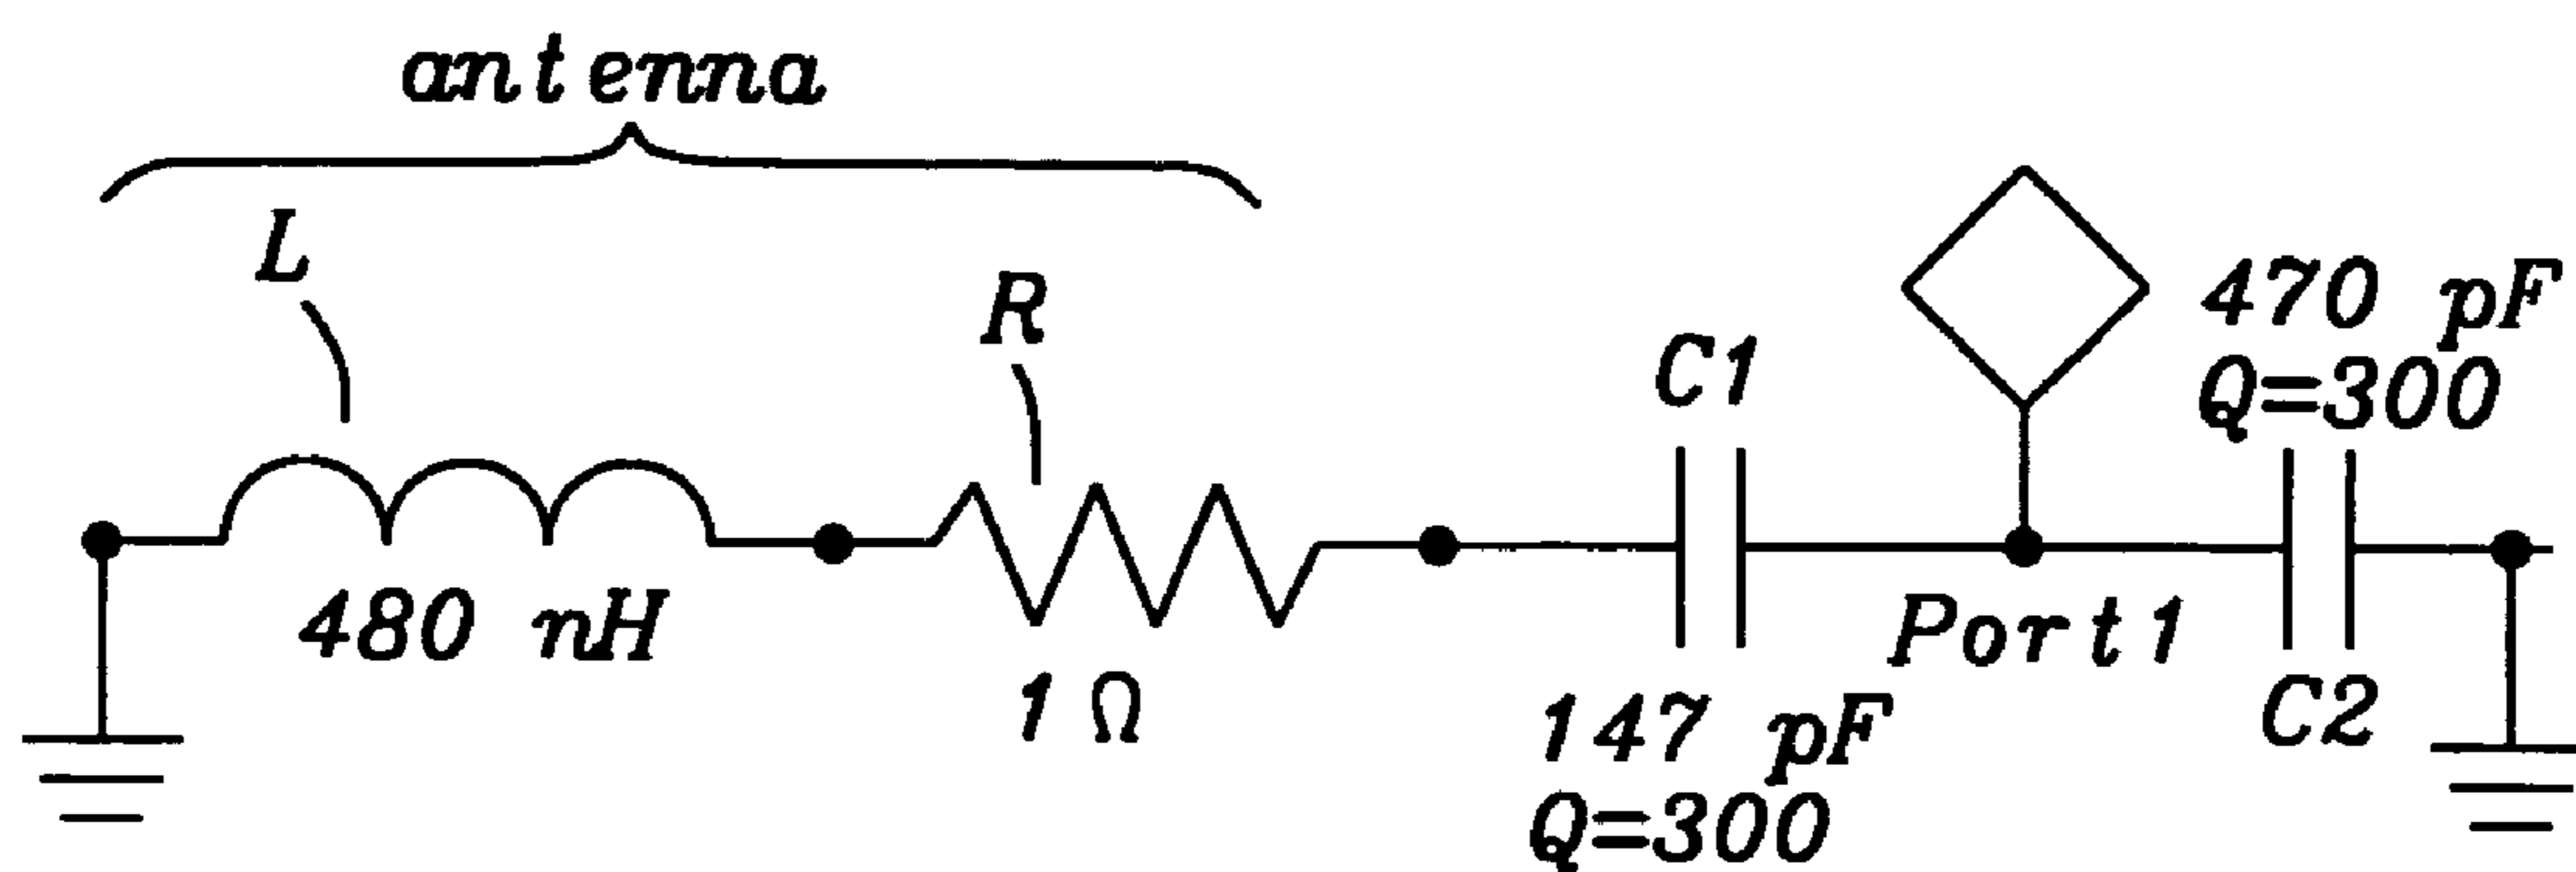 antenna
L
R
480 nH
1 Ω
C1
147 pF
Q=300
Port1
470 pF
Q=300
C2